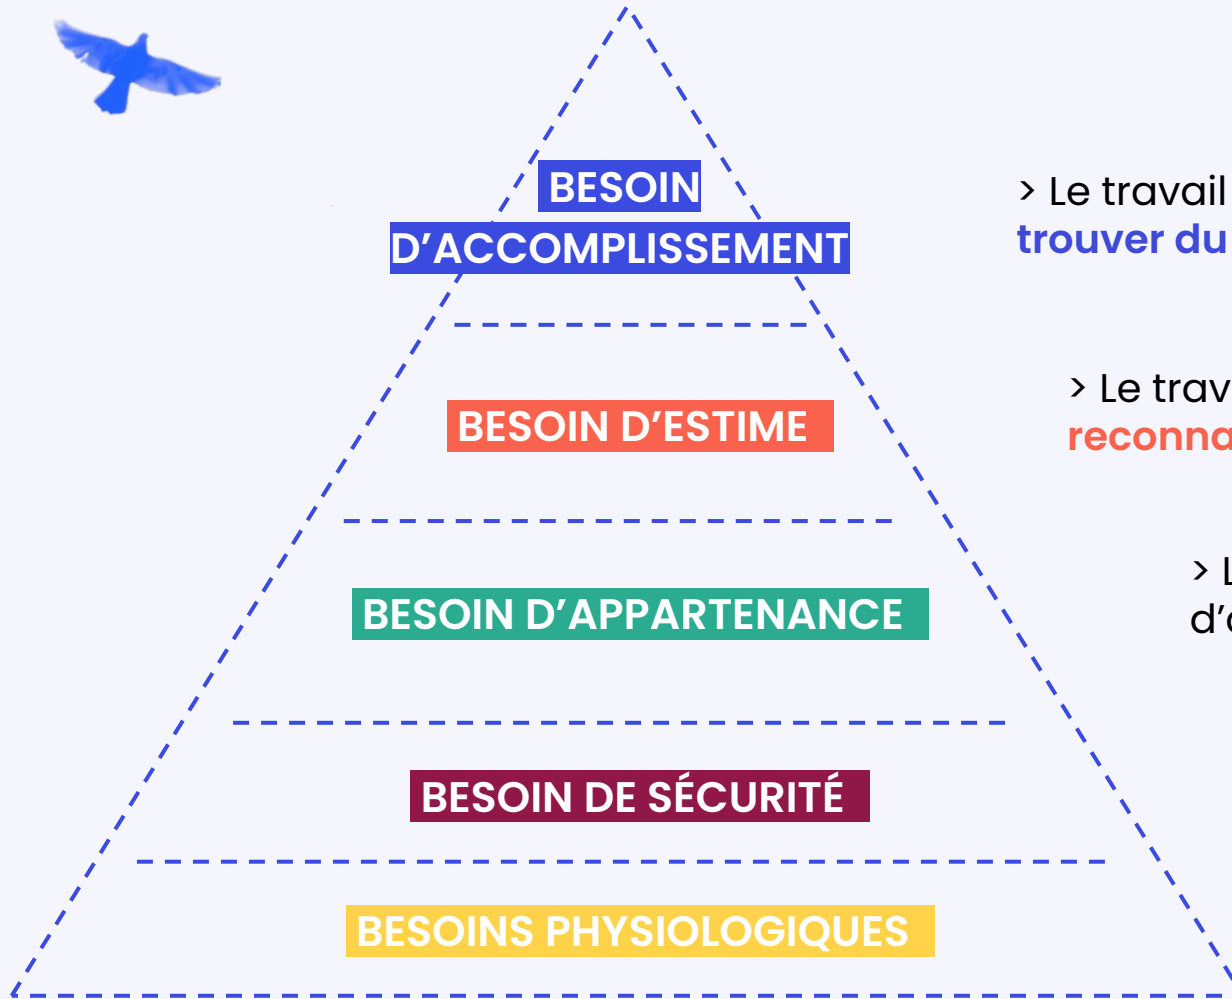 BESOIN
D’ACCOMPLISSEMENT
> Le travail
trouver du
BESOIN D’ESTIME
> Le trav
reconna
BESOIN D’APPARTENANCE
> L
d’
BESOIN DE SÉCURITÉ
BESOINS PHYSIOLOGIQUES